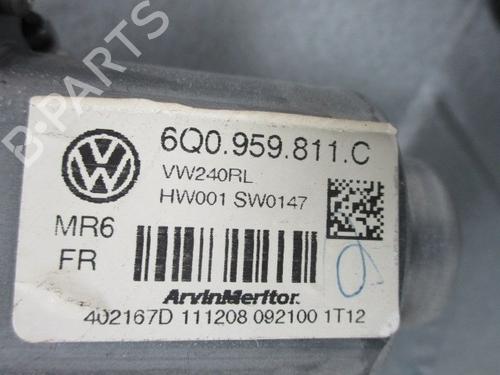 6Q0.959.811.C
VW240RL
HW001 SW0147
MR6
FR
ArvinMeritor
402167D 111208 092100 1T12
B-PARTS